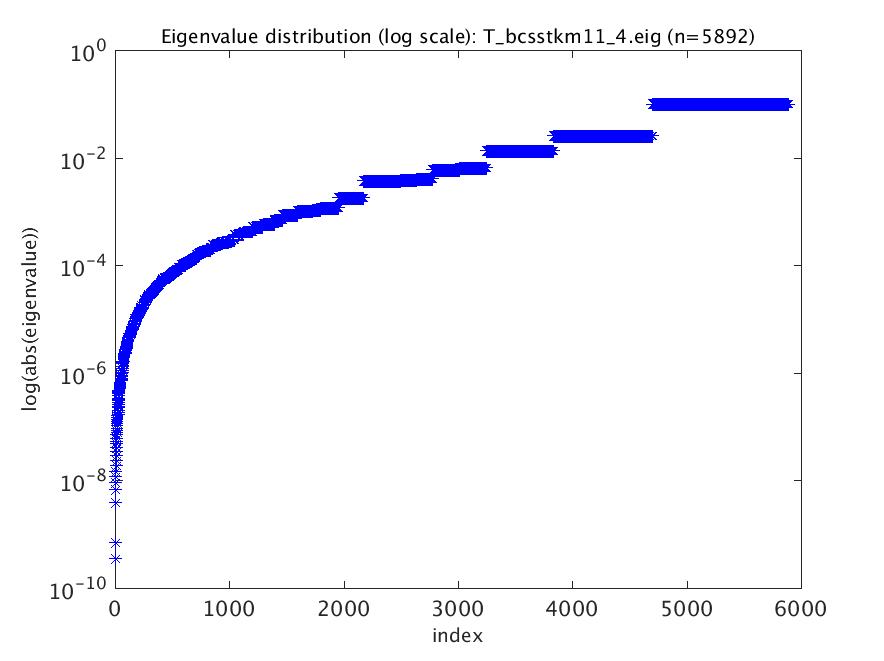 Eigenvalue distribution (log scale): T_bcsstkm11_4.eig (n=5892)
10^0
10^-2
10^-4
10^-6
10^-8
10^-10
log(abs(eigenvalue))
0 1000 2000 3000 4000 5000 6000
index